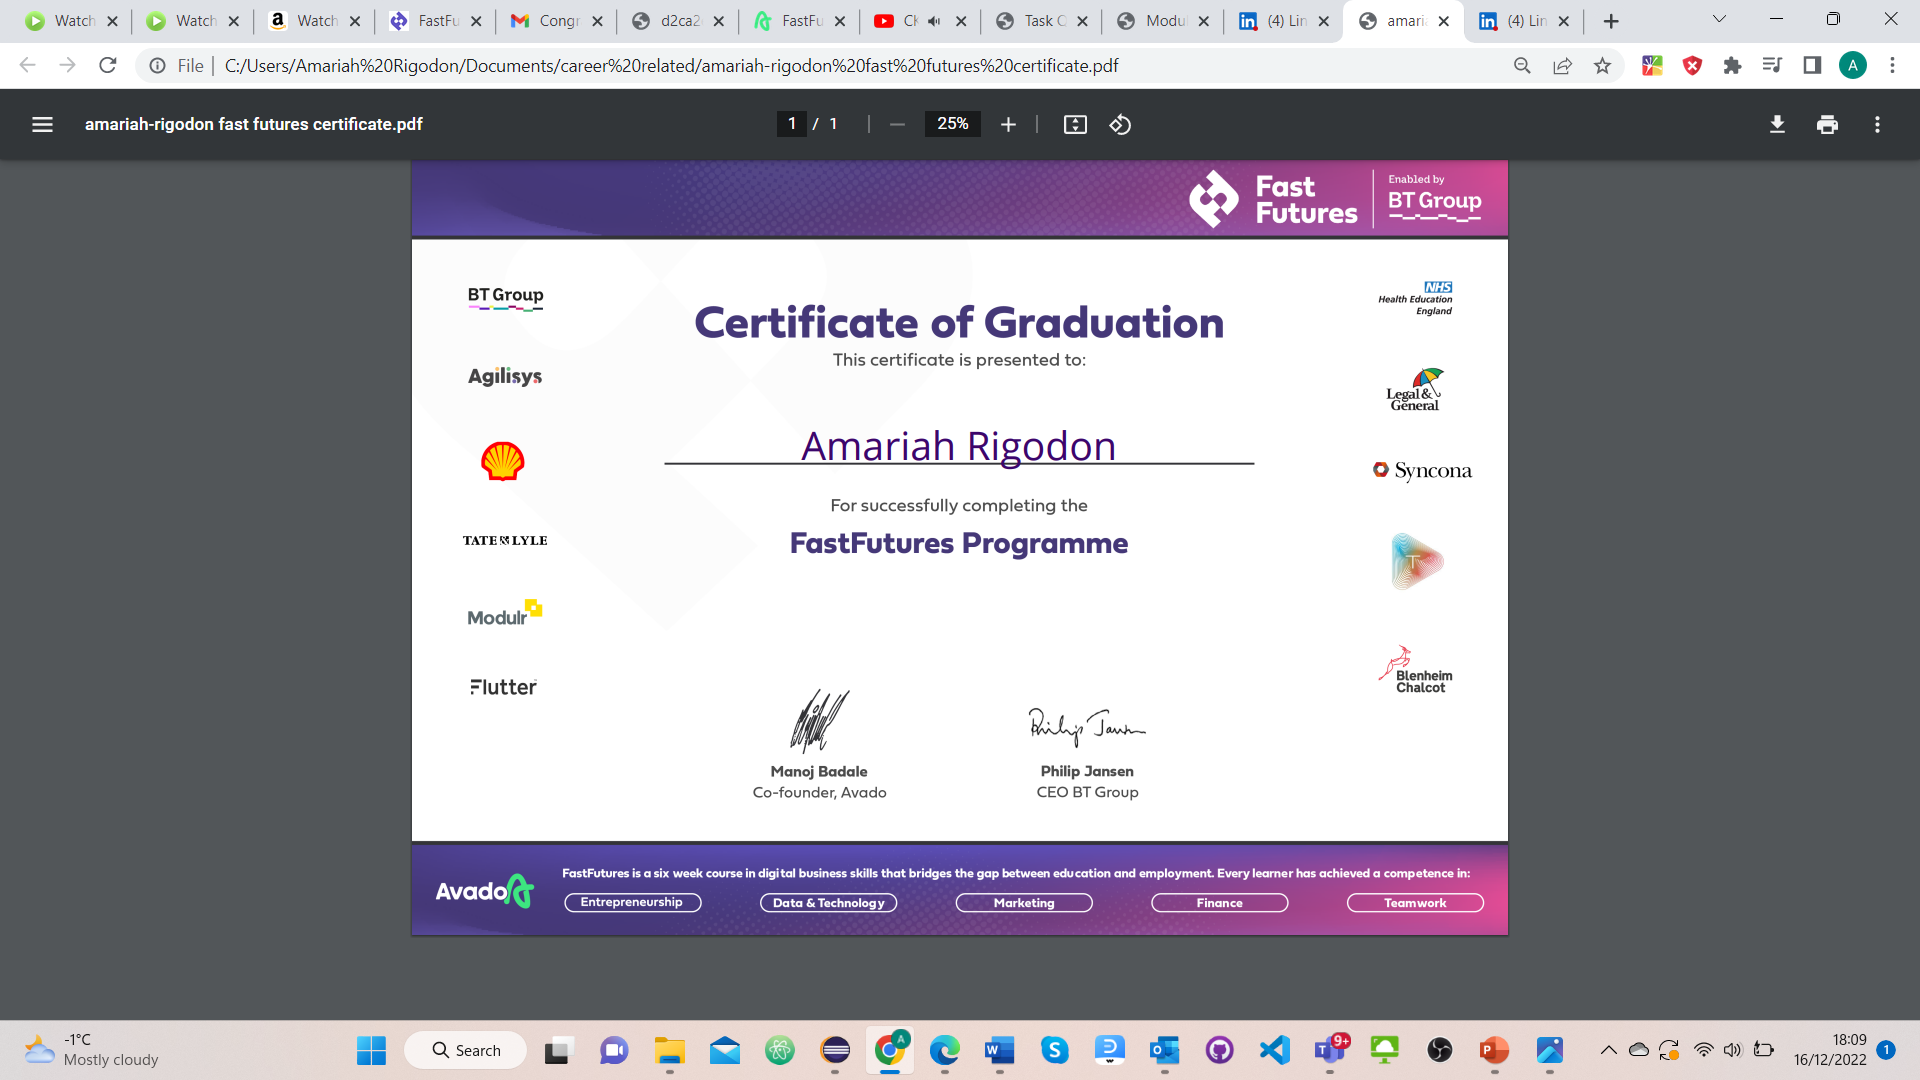 Watch
Watch
Watch
FastFu
Congr
d2ca2
FastFu
Task Q
Modul
(4) Lin
amari
(4) Lin
File
C:/Users/Amariah%20Rigodon/Documents/career%20related/amariah-rigodon%20fast%20futures%20certificate.pdf
A
amariah-rigodon fast futures certificate.pdf
1 / 1
25%
Fast
Futures
Enabled by
BT Group
BT Group
Agilisys
TATE & LYLE
Modulr
Flutter
Certificate of Graduation
This certificate is presented to:
Amariah Rigodon
For successfully completing the
FastFutures Programme
NHS
Health Education
England
Legal &
General
Syncona
T
Blenheim
Chalcot
Philip Jansen
Manoj Badale
Co-founder, Avado
Philip Jansen
CEO BT Group
Avado
FastFutures is a six week course in digital business skills that bridges the gap between education and employment. Every learner has achieved a competence in:
Entrepreneurship
Data & Technology
Marketing
Finance
Teamwork
-1°C
Mostly cloudy
Search
A
9+
18:09
16/12/2022
1